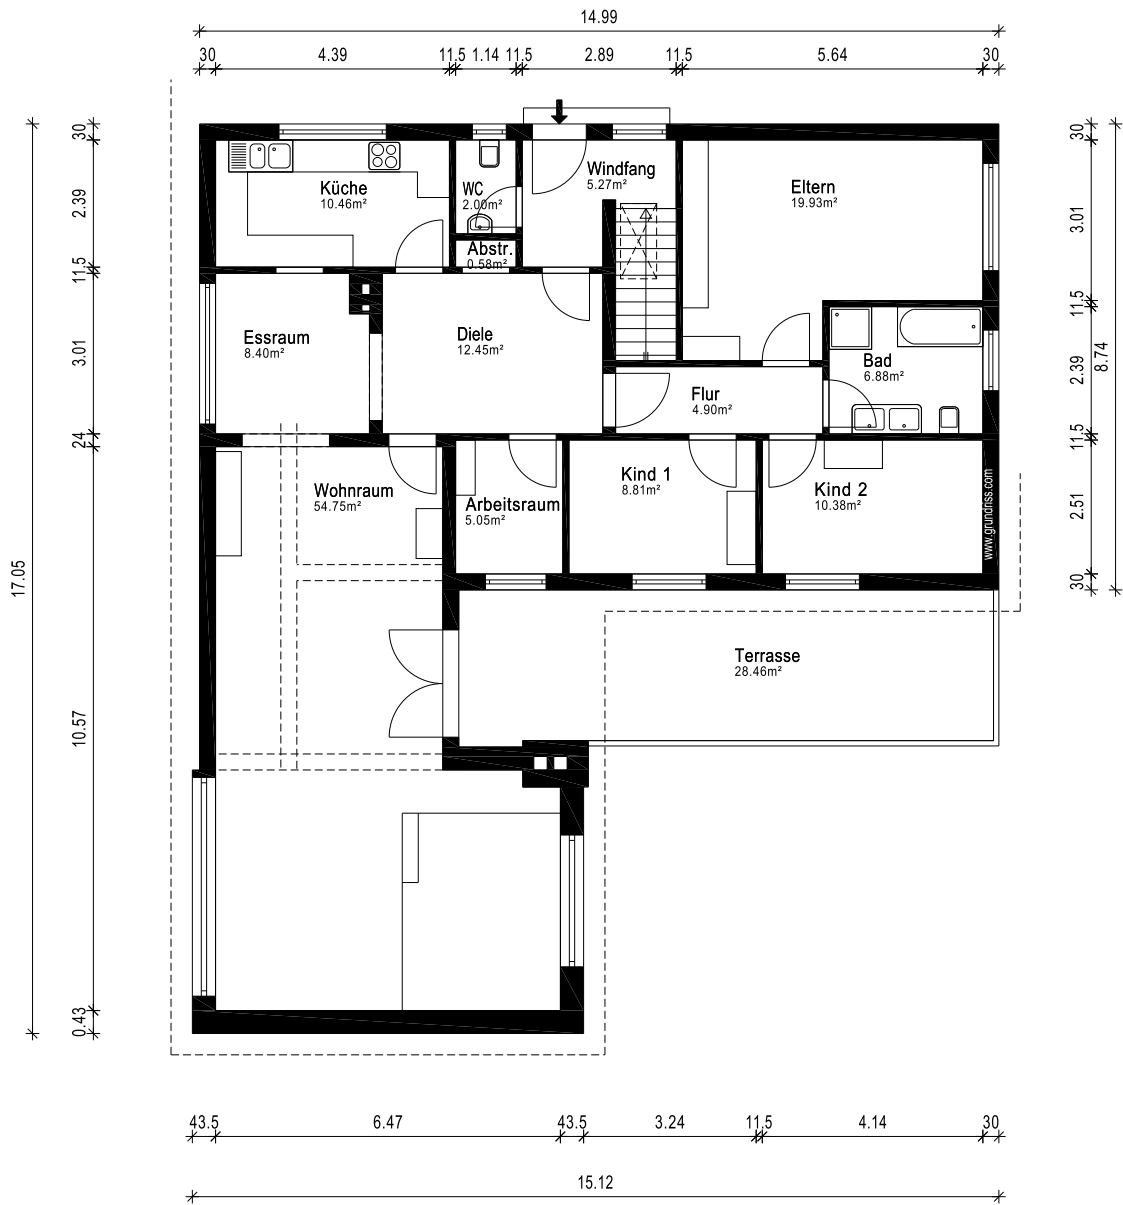 14.99
30 4.39 11.5 1.14 11.5 2.89 11.5 5.64 30
30
2.39
11.5
3.01
24
10.57
0.43
17.05
Küche
10.46m²
WC
2.00m²
Abstr.
0.58m²
Windfang
5.27m²
Eltern
19.93m²
Essraum
8.40m²
Diele
12.45m²
Flur
4.90m²
Bad
6.88m²
Wohnraum
54.75m²
Arbeitsraum
5.05m²
Kind 1
8.81m²
Kind 2
10.38m²
www.grundriss.com
Terrasse
28.46m²
30
3.01
11.5
2.39
11.5
2.51
30
8.74
43.5 6.47 43.5 3.24 11.5 4.14 30
15.12